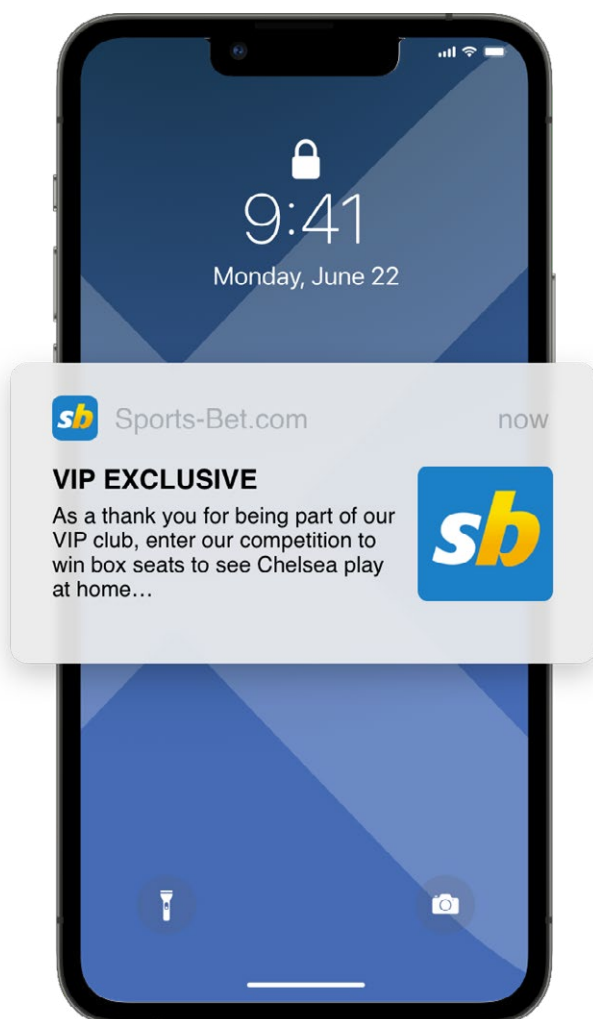 9:41
Monday, June 22
sb Sports-Bet.com now
VIP EXCLUSIVE
As a thank you for being part of our
VIP club, enter our competition to
win box seats to see Chelsea play
at home…
sb